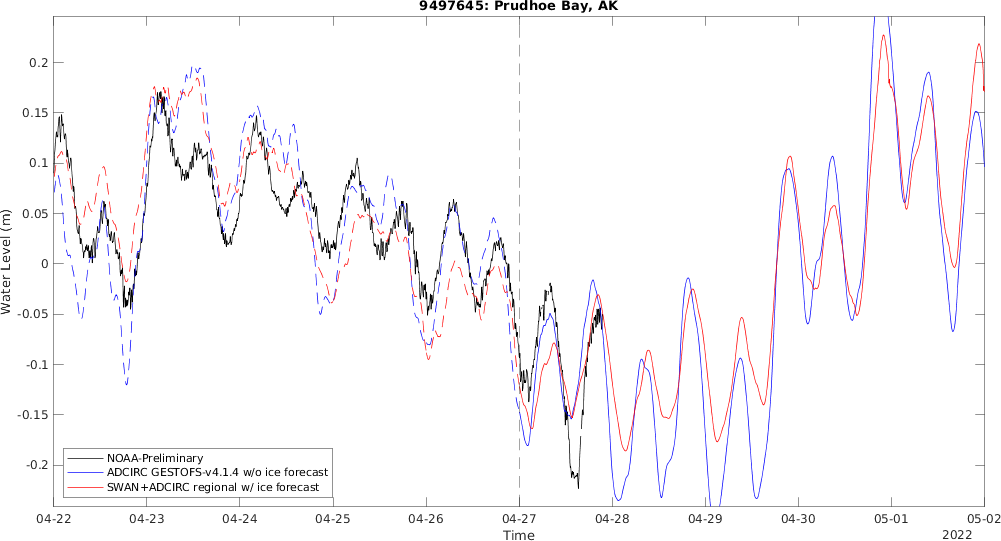 9497645: Prudhoe Bay, AK
Water Level (m)
0.2
0.15
0.1
0.05
0
-0.05
-0.1
-0.15
-0.2
NOAA-Preliminary
ADCIRC GESTOFS-v4.1.4 w/o ice forecast
SWAN+ADCIRC regional w/ ice forecast
04-22 04-23 04-24 04-25 04-26 04-27 04-28 04-29 04-30 05-01 05-02
Time
2022